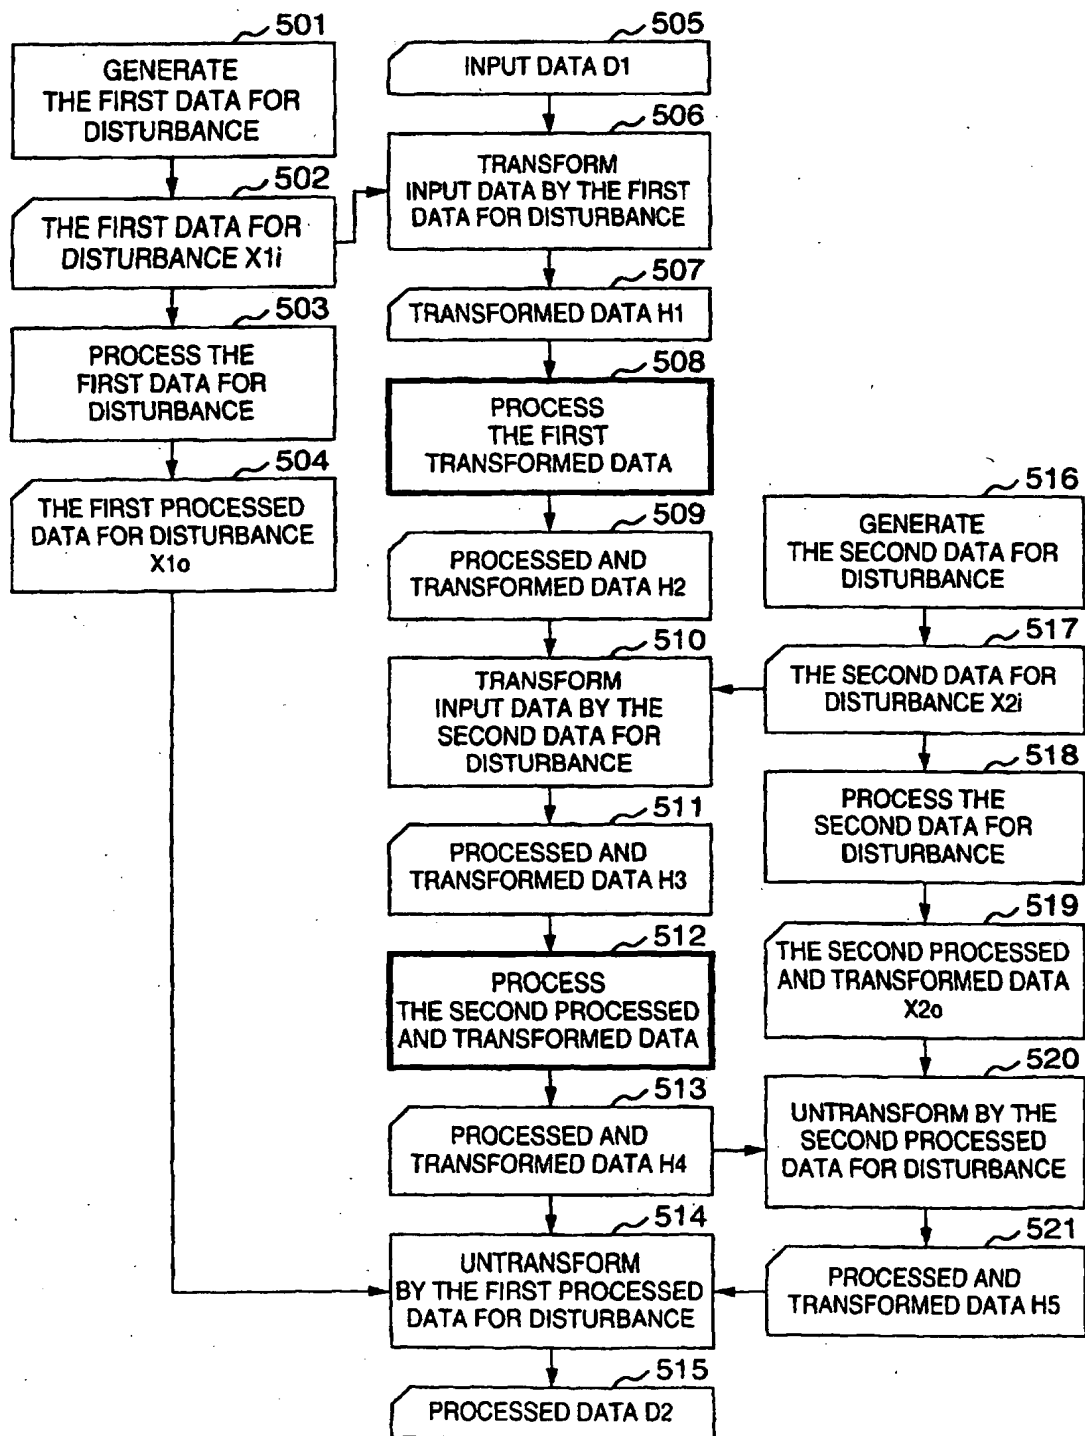 501
GENERATE
THE FIRST DATA FOR
DISTURBANCE
502
THE FIRST DATA FOR
DISTURBANCE X1i
503
PROCESS THE
FIRST DATA FOR
DISTURBANCE
504
THE FIRST PROCESSED
DATA FOR DISTURBANCE
X1o
505
INPUT DATA D1
506
TRANSFORM
INPUT DATA BY THE FIRST
DATA FOR DISTURBANCE
507
TRANSFORMED DATA H1
508
PROCESS
THE FIRST
TRANSFORMED DATA
509
PROCESSED AND
TRANSFORMED DATA H2
510
TRANSFORM
INPUT DATA BY THE
SECOND DATA FOR
DISTURBANCE
511
PROCESSED AND
TRANSFORMED DATA H3
512
PROCESS
THE SECOND PROCESSED
AND TRANSFORMED DATA
513
PROCESSED AND
TRANSFORMED DATA H4
514
UNTRANSFORM
BY THE FIRST PROCESSED
DATA FOR DISTURBANCE
515
PROCESSED DATA D2
516
GENERATE
THE SECOND DATA FOR
DISTURBANCE
517
THE SECOND DATA FOR
DISTURBANCE X2i
518
PROCESS THE
SECOND DATA FOR
DISTURBANCE
519
THE SECOND PROCESSED
AND TRANSFORMED DATA
X2o
520
UNTRANSFORM BY THE
SECOND PROCESSED
DATA FOR DISTURBANCE
521
PROCESSED AND
TRANSFORMED DATA H5